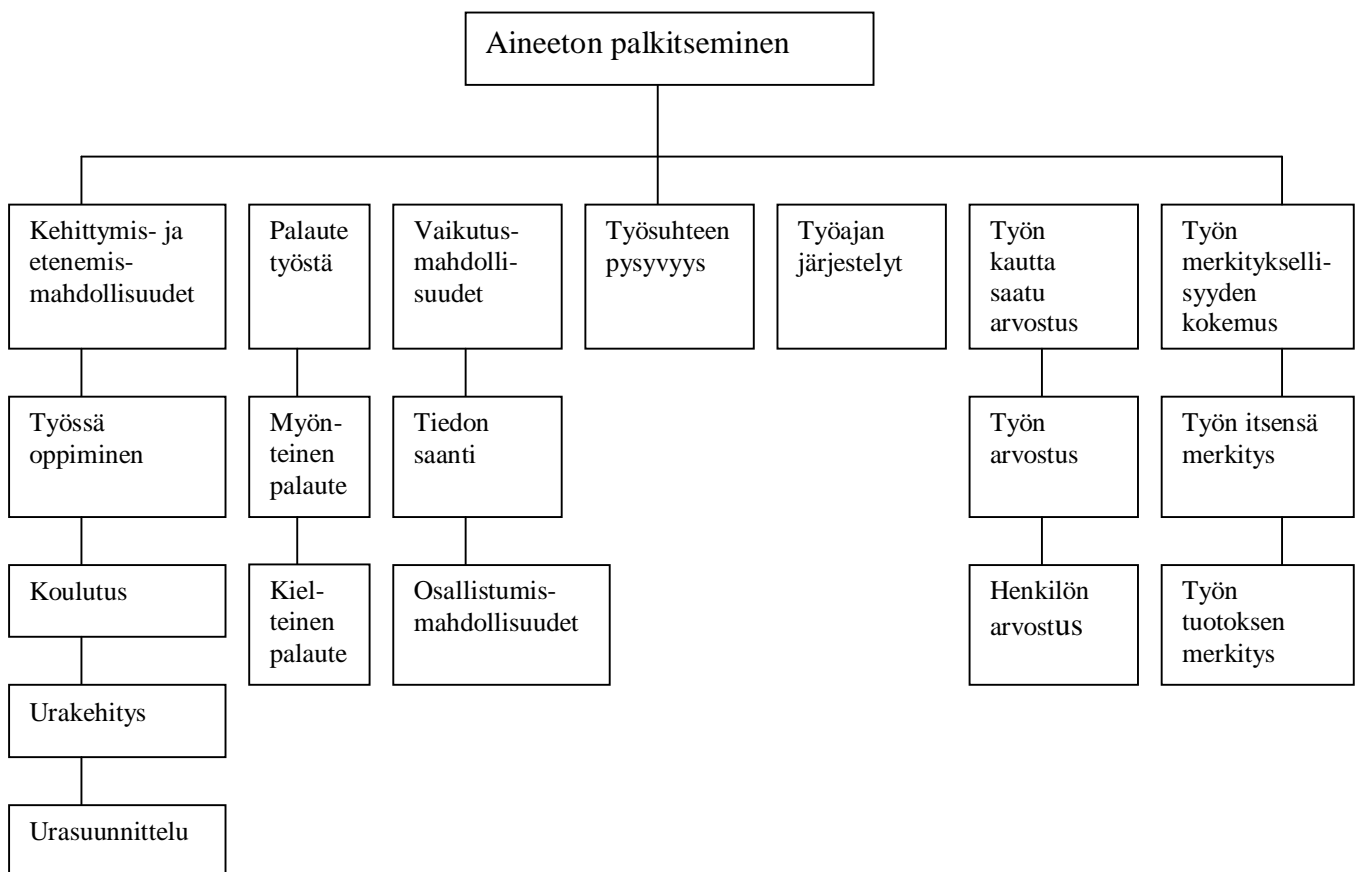 Aineeton palkitseminen
Kehittymis- ja
etenemis-
mahdollisuudet
Palaute
työstä
Vaikutus-
mahdolli-
suudet
Työsuhteen
pysyvyys
Työajan
järjestelyt
Työn
kautta
saatu
arvostus
Työn
merkitykselli-
syyden
kokemus
Työssä
oppiminen
Myön-
teinen
palaute
Tiedon
saanti
Työn
arvostus
Työn itsensä
merkitys
Koulutus
Kiel-
teinen
palaute
Osallistumis-
mahdollisuudet
Henkilön
arvostus
Työn
tuotoksen
merkitys
Urakehitys
Urasuunnittelu